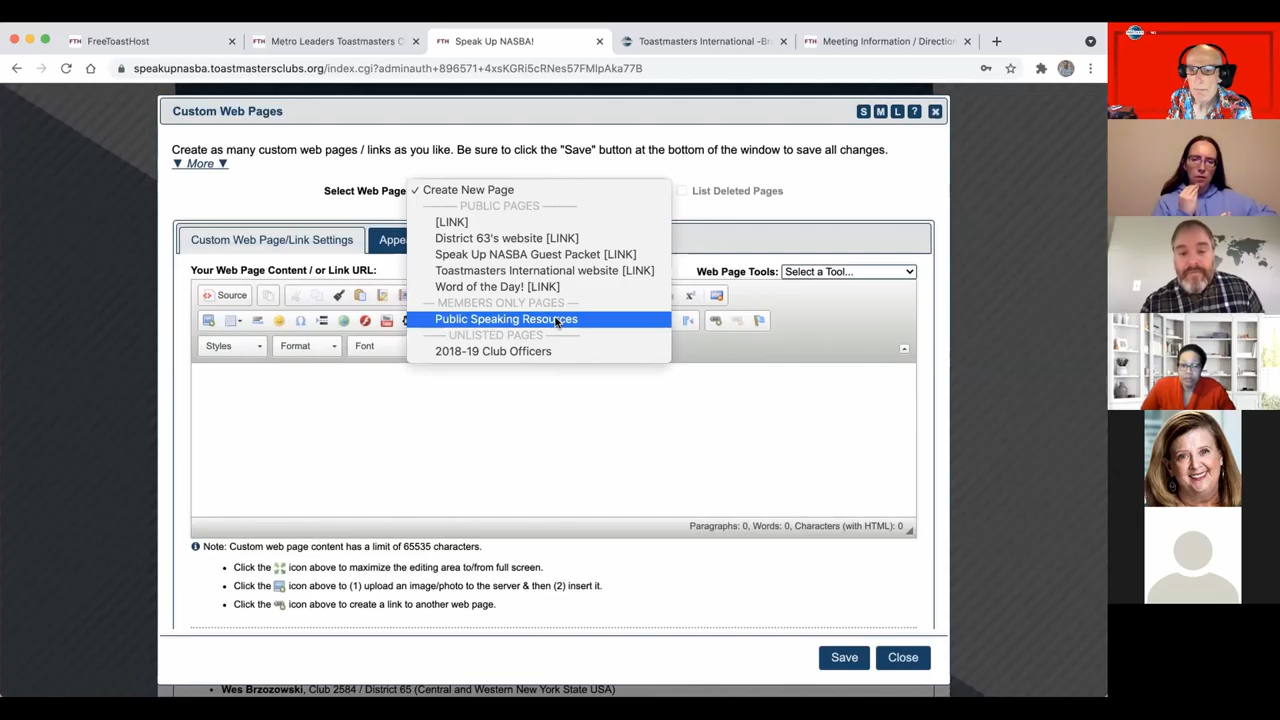 FreeToastHost
Metro Leaders Toastmasters C
Speak Up NASBA!
Toastmasters International -Br
Meeting Information / Direction
speakupnasba.toastmastersclubs.org/index.cgi?adminauth+896571+4xsKGRi5cRNes57FMlpAka77B
Custom Web Pages
S M L ?
Create as many custom web pages / links as you like. Be sure to click the "Save" button at the bottom of the window to save all changes.
▼ More ▼
Select Web Page
✓ Create New Page
List Deleted Pages
PUBLIC PAGES
[LINK]
District 63's website [LINK]
Speak Up NASBA Guest Packet [LINK]
Toastmasters International website [LINK]
Word of the Day! [LINK]
MEMBERS ONLY PAGES
Public Speaking Resources
UNLISTED PAGES
2018-19 Club Officers
Custom Web Page/Link Settings
Appe
Your Web Page Content / or Link URL:
Web Page Tools:
Select a Tool...
Source
Styles
Format
Font
Paragraphs: 0, Words: 0, Characters (with HTML): 0
Note: Custom web page content has a limit of 65535 characters.
• Click the icon above to maximize the editing area to/from full screen.
• Click the icon above to (1) upload an image/photo to the server & then (2) insert it.
• Click the icon above to create a link to another web page.
Save
Close
• Wes Brzozowski, Club 2584 / District 65 (Central and Western New York State USA)